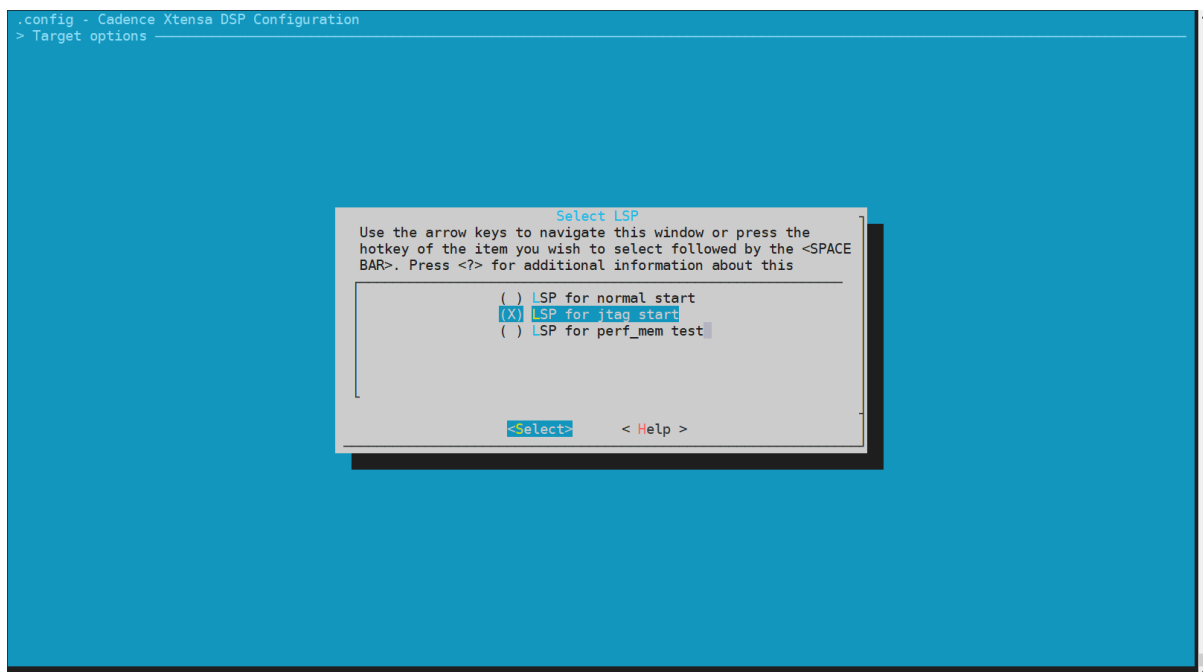 .config - Cadence Xtensa DSP Configuration
> Target options
Select LSP
Use the arrow keys to navigate this window or press the
hotkey of the item you wish to select followed by the <SPACE
BAR>. Press <?> for additional information about this
( ) LSP for normal start
(X) LSP for jtag start
( ) LSP for perf_mem test
<Select> < Help >